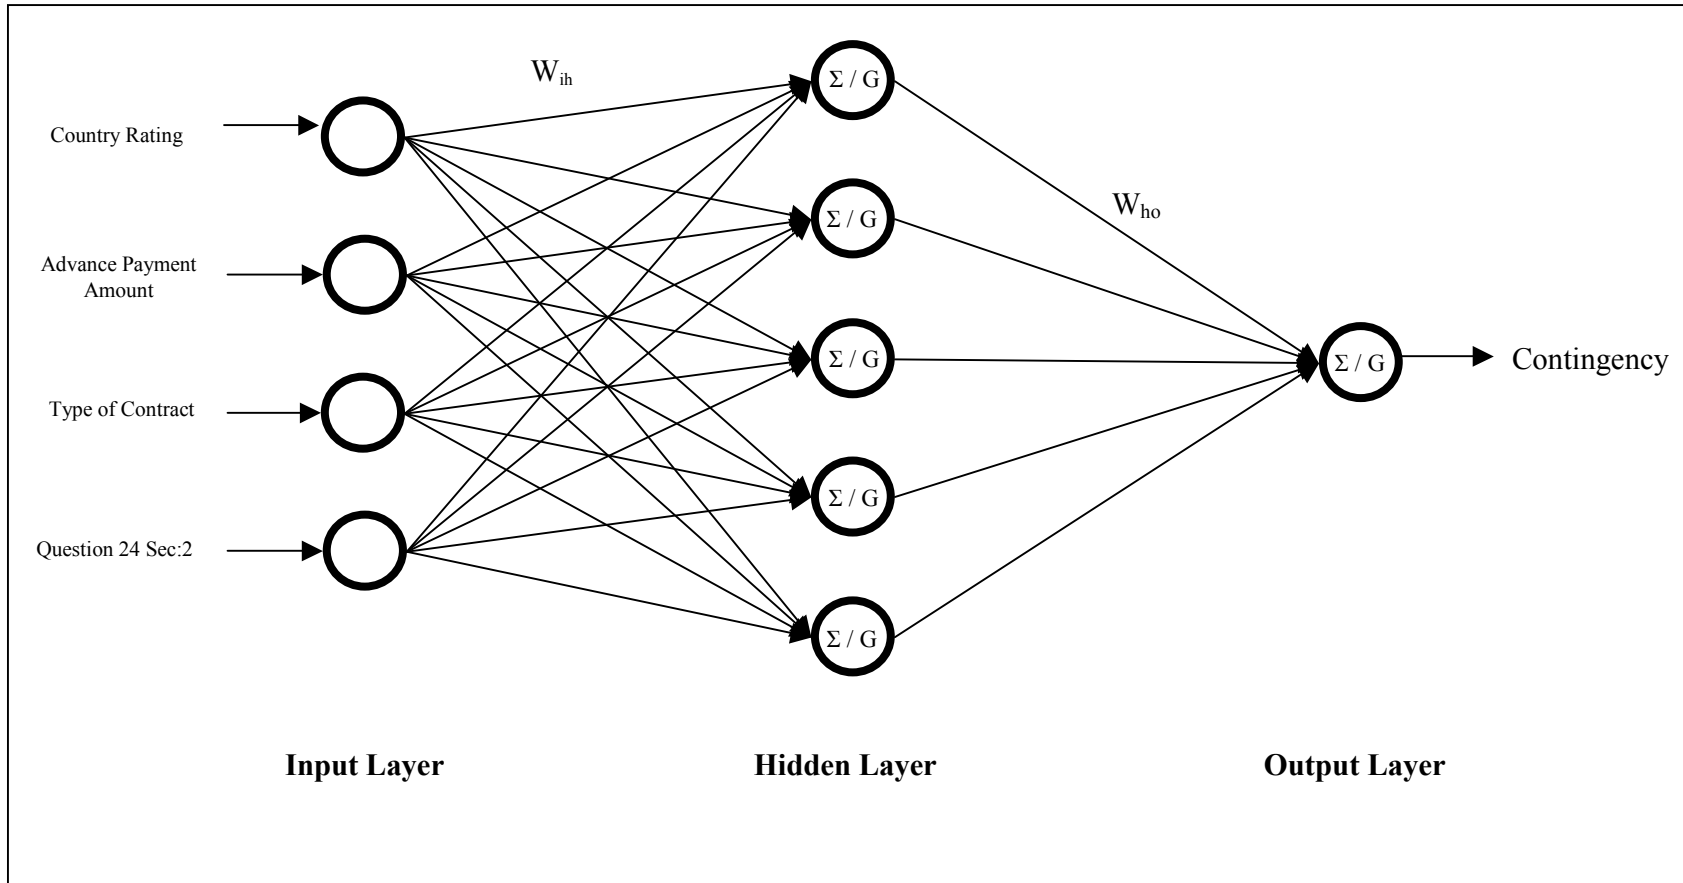 W_ih
Σ / G
Country Rating
Σ / G
W_ho
Advance Payment
Amount
Σ / G
Σ / G
Contingency
Type of Contract
Σ / G
Question 24 Sec:2
Σ / G
Input Layer
Hidden Layer
Output Layer